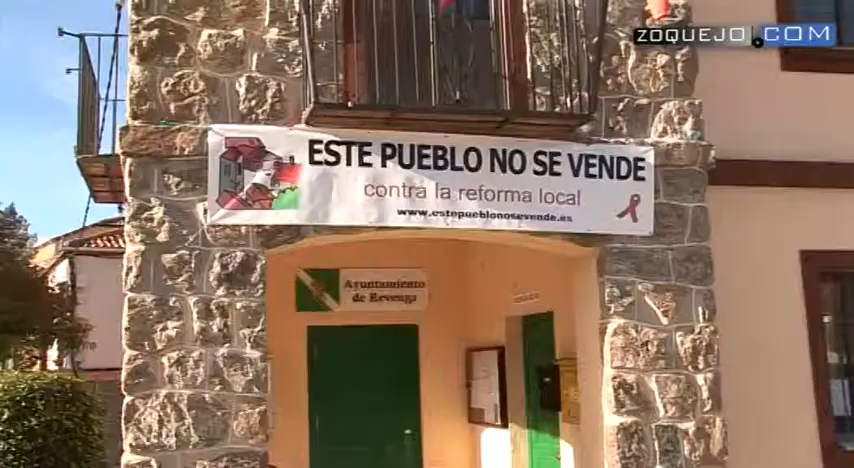 ZOQUEJO.COM
ESTE PUEBLO NO SE VENDE
contra la reforma local
www.estepueblonosevende.es
Ayuntamiento
de Revenga